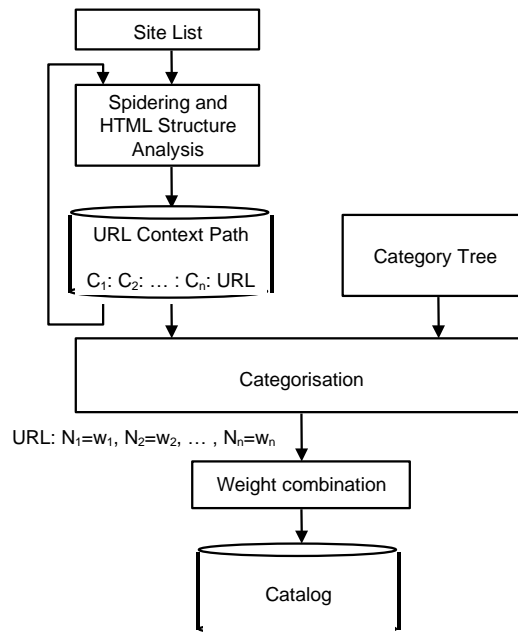 Site List
Spidering and
HTML Structure
Analysis
URL Context Path
C₁: C₂: … : Cₙ: URL
Category Tree
Categorisation
URL: N₁=w₁, N₂=w₂, … , Nₙ=wₙ
Weight combination
Catalog